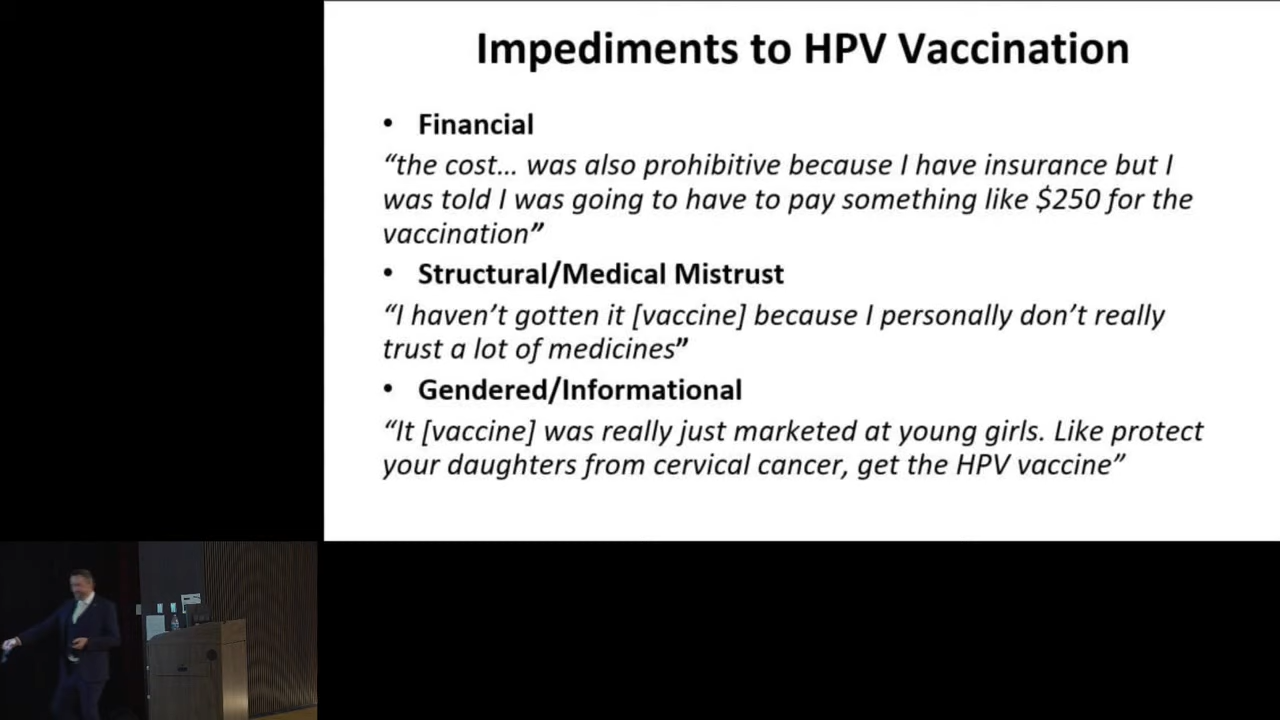 Impediments to HPV Vaccination
• Financial
“the cost... was also prohibitive because I have insurance but I
was told I was going to have to pay something like $250 for the
vaccination”
• Structural/Medical Mistrust
“I haven’t gotten it [vaccine] because I personally don’t really
trust a lot of medicines”
• Gendered/Informational
“It [vaccine] was really just marketed at young girls. Like protect
your daughters from cervical cancer, get the HPV vaccine”